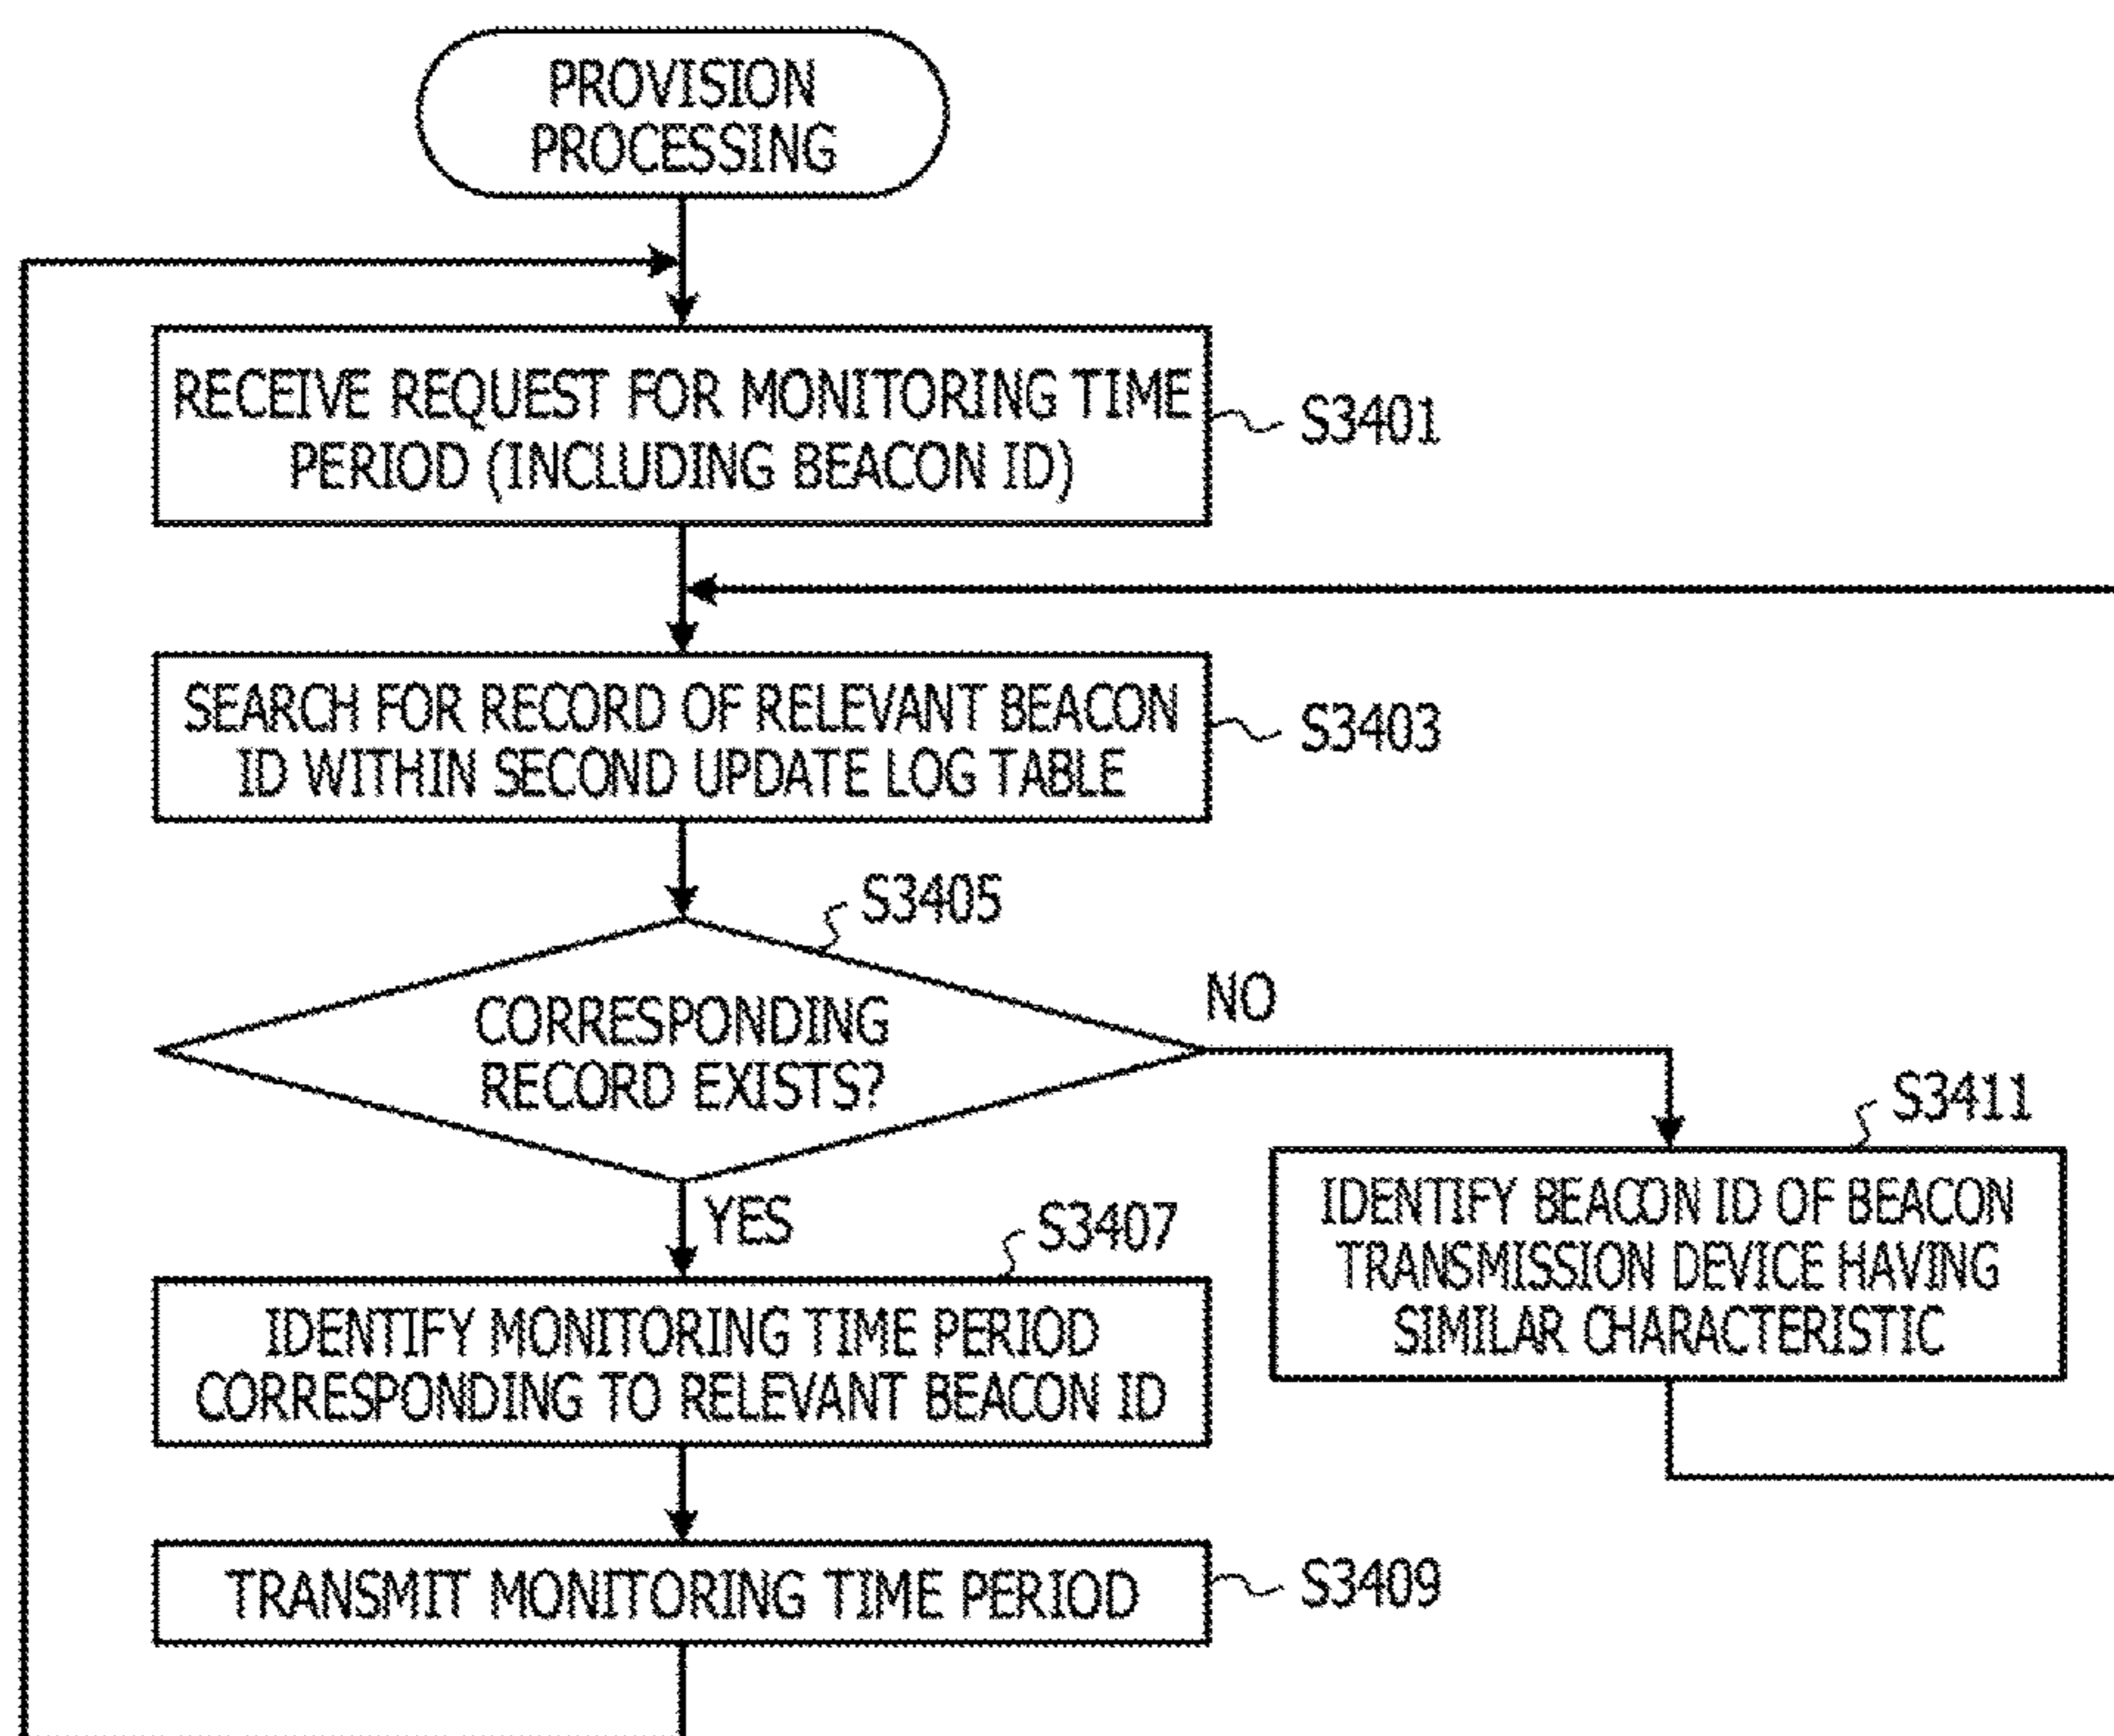 PROVISION
PROCESSING
RECEIVE REQUEST FOR MONITORING TIME
PERIOD (INCLUDING BEACON ID)
S3401
SEARCH FOR RECORD OF RELEVANT BEACON
ID WITHIN SECOND UPDATE LOG TABLE
S3403
S3405
CORRESPONDING
RECORD EXISTS?
NO
YES
S3411
IDENTIFY BEACON ID OF BEACON
TRANSMISSION DEVICE HAVING
SIMILAR CHARACTERISTIC
S3407
IDENTIFY MONITORING TIME PERIOD
CORRESPONDING TO RELEVANT BEACON ID
TRANSMIT MONITORING TIME PERIOD
S3409